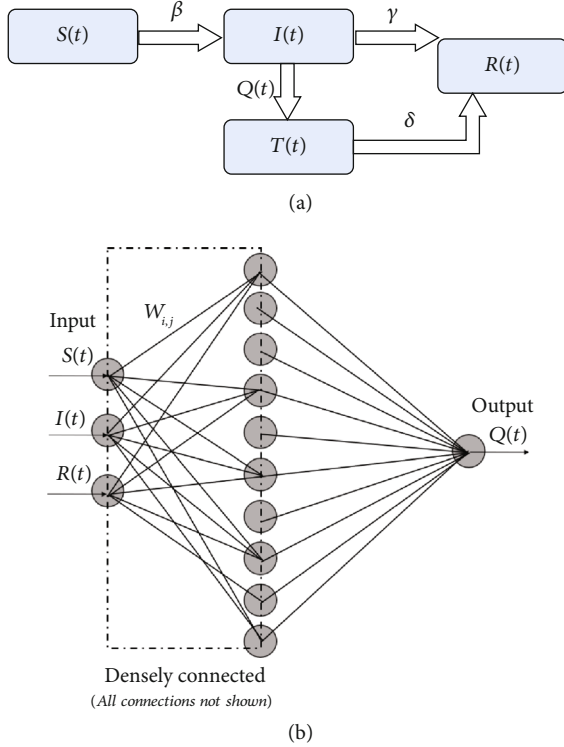 S(t)
β
I(t)
γ
R(t)
Q(t)
T(t)
δ
(a)
Input
W_{i,j}
S(t)
I(t)
R(t)
Output
Q(t)
Densely connected
(All connections not shown)
(b)